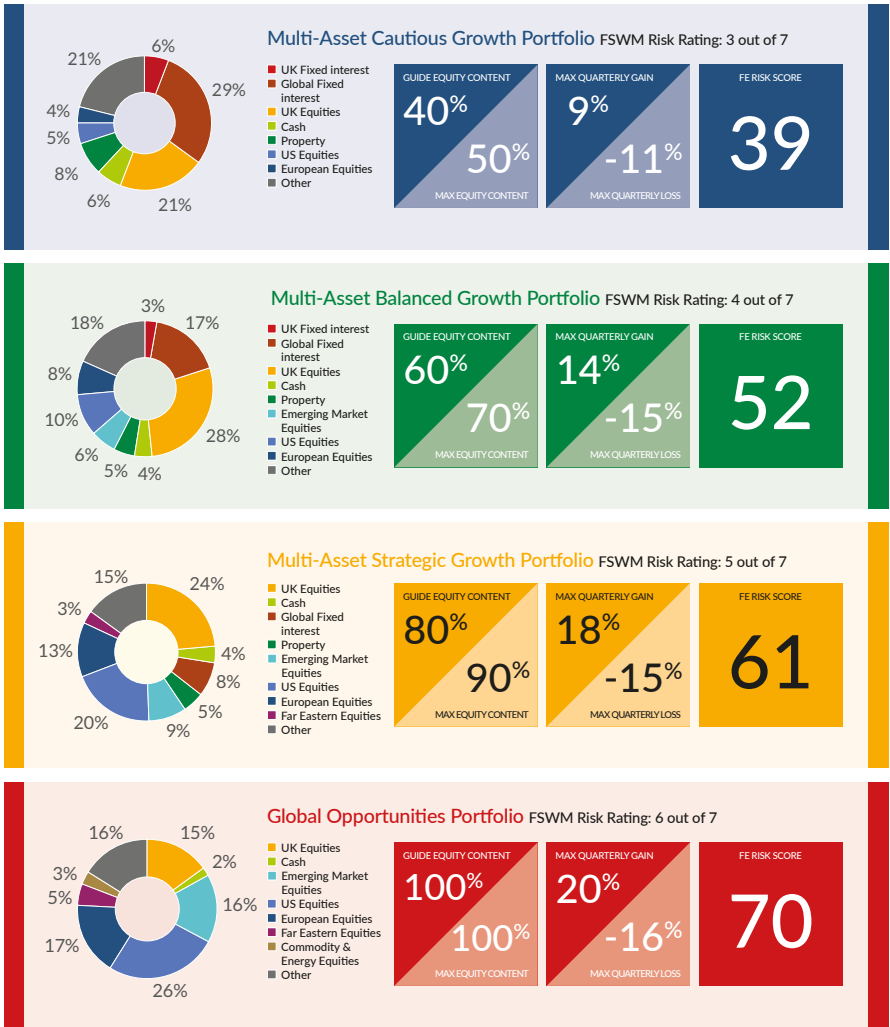 Multi-Asset Cautious Growth Portfolio FSWM Risk Rating: 3 out of 7
6%
29%
21%
6%
8%
5%
4%
21%
UK Fixed interest
Global Fixed
interest
UK Equities
Cash
Property
US Equities
European Equities
Other
GUIDE EQUITY CONTENT
40%
50%
MAX EQUITY CONTENT
MAX QUARTERLY GAIN
9%
-11%
MAX QUARTERLY LOSS
FE RISK SCORE
39
Multi-Asset Balanced Growth Portfolio FSWM Risk Rating: 4 out of 7
3%
17%
28%
4%
5%
6%
10%
8%
18%
UK Fixed interest
Global Fixed
interest
UK Equities
Cash
Property
Emerging Market
Equities
US Equities
European Equities
Other
GUIDE EQUITY CONTENT
60%
70%
MAX EQUITY CONTENT
MAX QUARTERLY GAIN
14%
-15%
MAX QUARTERLY LOSS
FE RISK SCORE
52
Multi-Asset Strategic Growth Portfolio FSWM Risk Rating: 5 out of 7
24%
4%
8%
5%
9%
20%
13%
3%
15%
UK Equities
Cash
Global Fixed
interest
Property
Emerging Market
Equities
US Equities
European Equities
Far Eastern Equities
Other
GUIDE EQUITY CONTENT
80%
90%
MAX EQUITY CONTENT
MAX QUARTERLY GAIN
18%
-15%
MAX QUARTERLY LOSS
FE RISK SCORE
61
Global Opportunities Portfolio FSWM Risk Rating: 6 out of 7
15%
2%
16%
26%
17%
5%
3%
16%
UK Equities
Cash
Emerging Market
Equities
US Equities
European Equities
Far Eastern Equities
Commodity &
Energy Equities
Other
GUIDE EQUITY CONTENT
100%
100%
MAX EQUITY CONTENT
MAX QUARTERLY GAIN
20%
-16%
MAX QUARTERLY LOSS
FE RISK SCORE
70